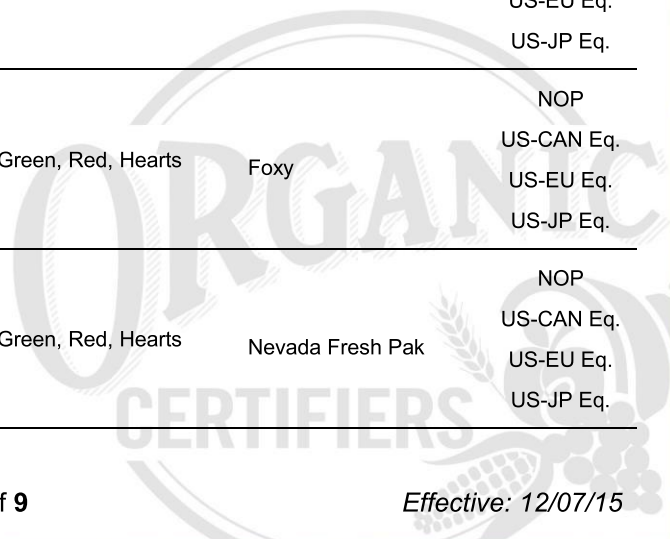 US-EU Eq.
US-JP Eq.
NOP
US-CAN Eq.
Green, Red, Hearts
Foxy
US-EU Eq.
US-JP Eq.
NOP
US-CAN Eq.
Green, Red, Hearts
Nevada Fresh Pak
US-EU Eq.
US-JP Eq.
ORGANIC
CERTIFIERS
f 9
Effective: 12/07/15